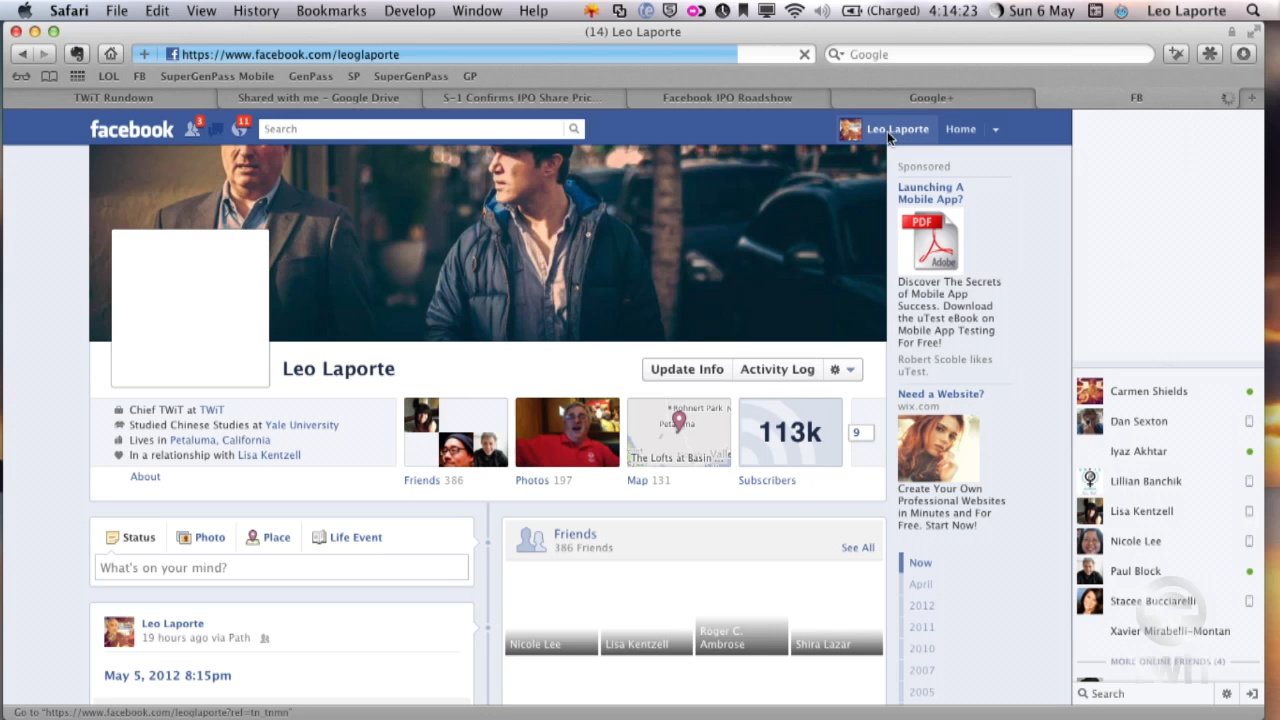 Safari File Edit View History Bookmarks Develop Window Help (Charged) 4:14:23 Sun 6 May Leo Laporte
(14) Leo Laporte
https://www.facebook.com/leoglaporte
Google
LOL FB SuperGenPass Mobile GenPass SP SuperGenPass GP
TWiT Rundown Shared with me – Google Drive S-1 Confirms IPO Share Pric... Facebook IPO Roadshow Google+ FB
facebook 3 11 Search Leo Laporte Home
Sponsored
Launching A
Mobile App?
PDF
Adobe
Discover The Secrets
of Mobile App
Success. Download
the uTest eBook on
Mobile App Testing
For Free!
Robert Scoble likes
uTest.
Need a Website?
wix.com
Create Your Own
Professional Websites
in Minutes and For
Free. Start Now!
Leo Laporte
Update Info Activity Log
Chief TWiT at TWiT
Studied Chinese Studies at Yale University
Lives in Petaluma, California
In a relationship with Lisa Kentzell
About
Rohnert Park
The Lofts at Basin
113k
9
Friends 386 Photos 197 Map 131 Subscribers
Status Photo Place Life Event
What's on your mind?
Leo Laporte
19 hours ago via Path
May 5, 2012 8:15pm
Friends
386 Friends
See All
Nicole Lee
Lisa Kentzell
Roger C.
Ambrose
Shira Lazar
Now
April
2012
2011
2010
2007
2005
Carmen Shields
Dan Sexton
Iyaz Akhtar
Lillian Banchik
Lisa Kentzell
Nicole Lee
Paul Block
Stacee Bucciarelli
Xavier Mirabelli-Montan
MORE ONLINE FRIENDS (4)
Search
Go to "https://www.facebook.com/leoglaporte?ref=tn_tnmn"